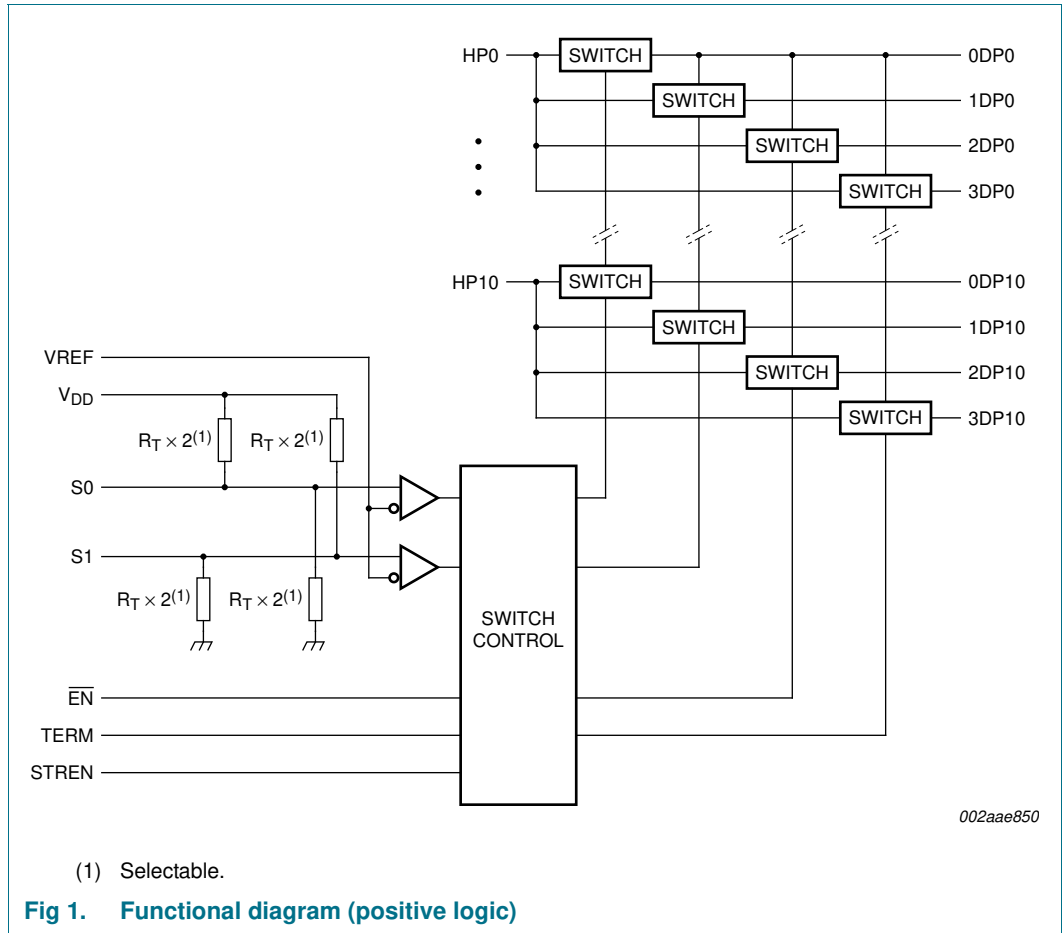 HP0 SWITCH 0DP0
SWITCH 1DP0
SWITCH 2DP0
SWITCH 3DP0
HP10 SWITCH 0DP10
SWITCH 1DP10
VREF
SWITCH 2DP10
VDD
SWITCH 3DP10
RT × 2(1) RT × 2(1)
S0
S1
RT × 2(1) RT × 2(1)
SWITCH
CONTROL
EN
TERM
STREN
002aae850
(1) Selectable.
Fig 1. Functional diagram (positive logic)